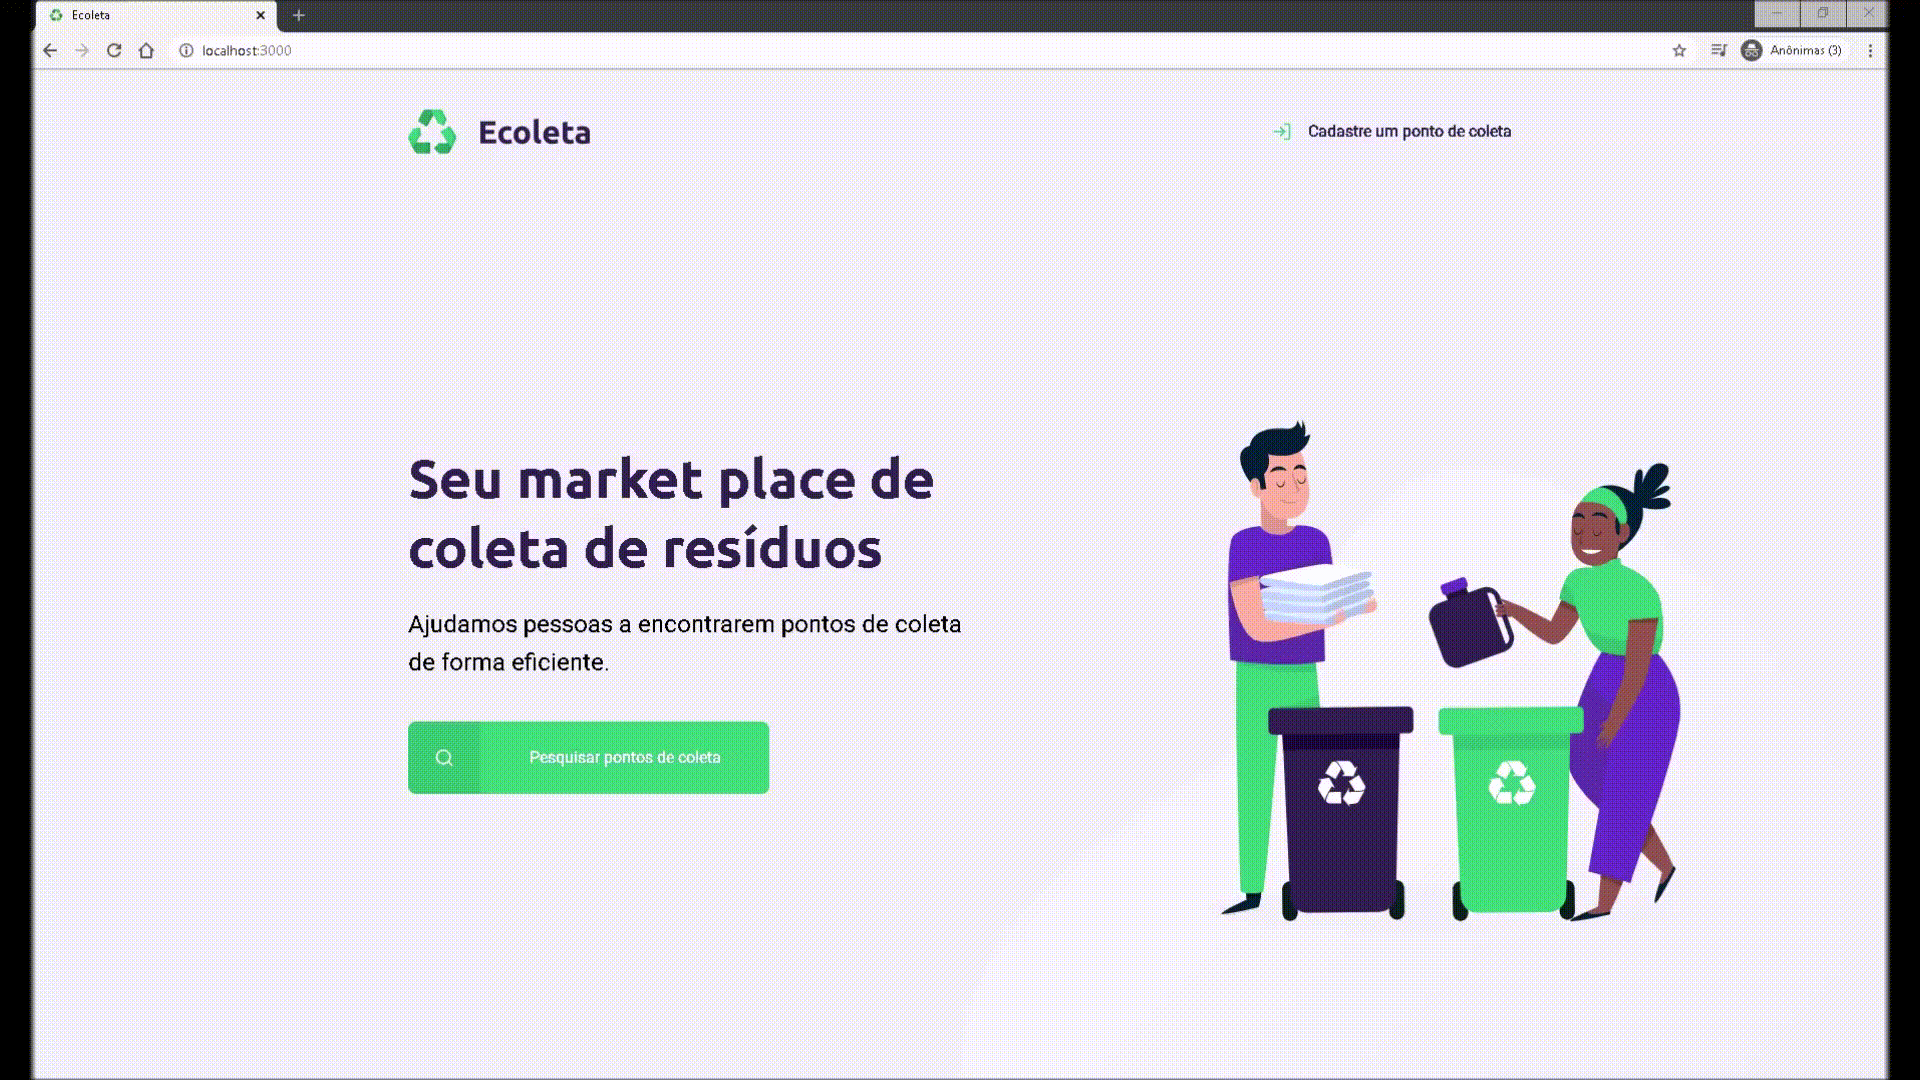 Ecoleta
localhost:3000
Anônimas (3)
Ecoleta
Cadastre um ponto de coleta
Seu market place de
coleta de resíduos
Ajudamos pessoas a encontrarem pontos de coleta
de forma eficiente.
Pesquisar pontos de coleta